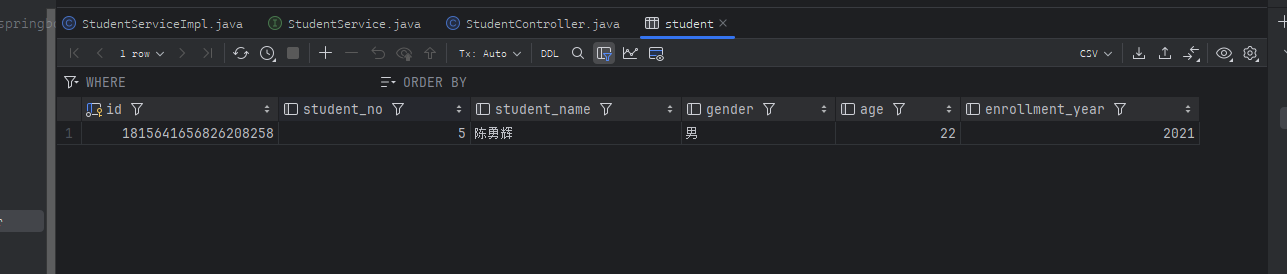 springbo
StudentServiceImpl.java StudentService.java StudentController.java student
1 row Tx: Auto DDL CSV
WHERE ORDER BY
id student_no student_name gender age enrollment_year
1 1815641656826208258 5 陈勇辉 男 22 2021